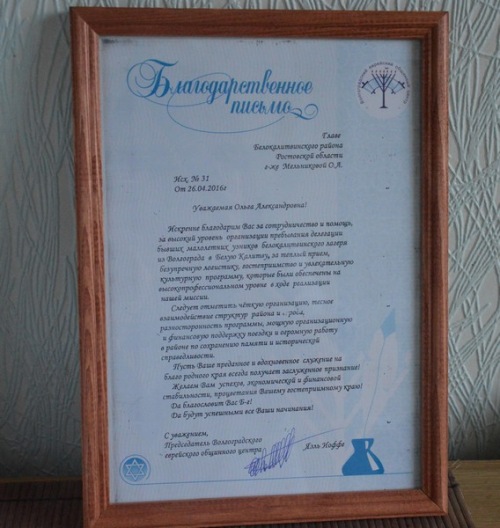 Благодарственное
письмо
Главе
Белокалитвинского района
Ростовской области
г-же Мельниковой О.А.
Исх. № 31
От 26.04.2016г
Уважаемая Ольга Александровна!
Искренне благодарим Вас за сотрудничество и помощь,
за высокий уровень организации пребывания делегации
бывших малолетних узников белокалитвинского лагеря
из Волгограда в Белую Калитву, за теплый прием,
безупречную логистику, гостеприимство и увлекательную
культурную программу, которые были обеспечены на
высокопрофессиональном уровне в ходе реализации
нашей миссии.
Следует отметить чёткую организацию, тесное
взаимодействие структур района и
разносторонность программы, мощную организационную
и финансовую поддержку поездки и огромную работу
в районе по сохранению памяти и исторической
справедливости.
Пусть Ваше преданное и вдохновенное служение на
благо родного края всегда получает заслуженное признание!
Желаем Вам успехов, экономической и финансовой
стабильности, процветания Вашему гостеприимному краю!
Да благословит Вас Б-г!
Да будут успешными все Ваши начинания!
С уважением,
Председатель Волгоградского
еврейского общинного центра
Яэль Иоффе